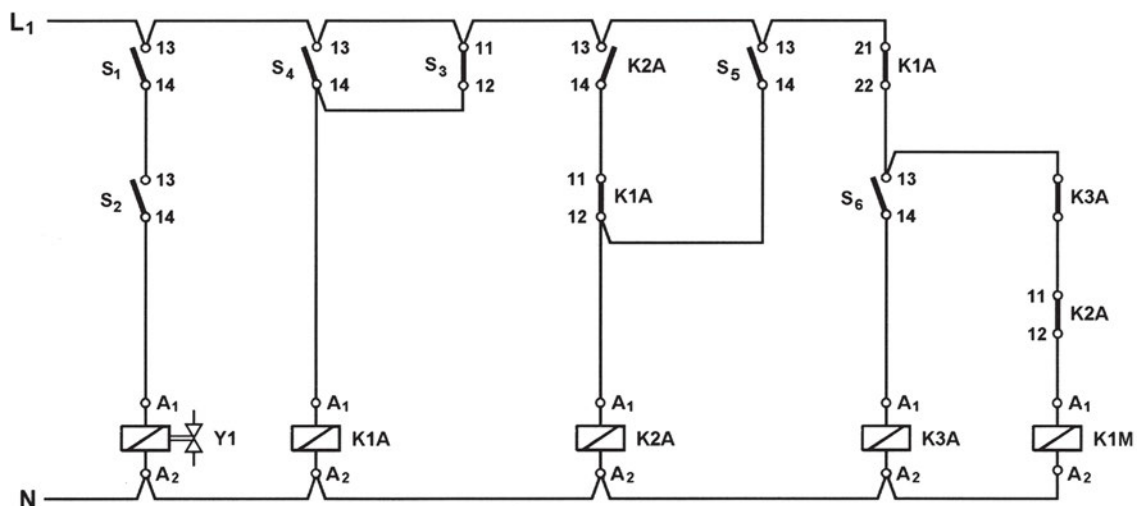 L1
13 13 11 13 13 21
S1 S4 S3 K2A S5 K1A
14 14 12 14 14 22
13 11 13
S2 K1A S6 K3A
14 12 14
11
K2A
12
A1 A1 A1 A1 A1
Y1 K1A K2A K3A K1M
A2 A2 A2 A2 A2
N